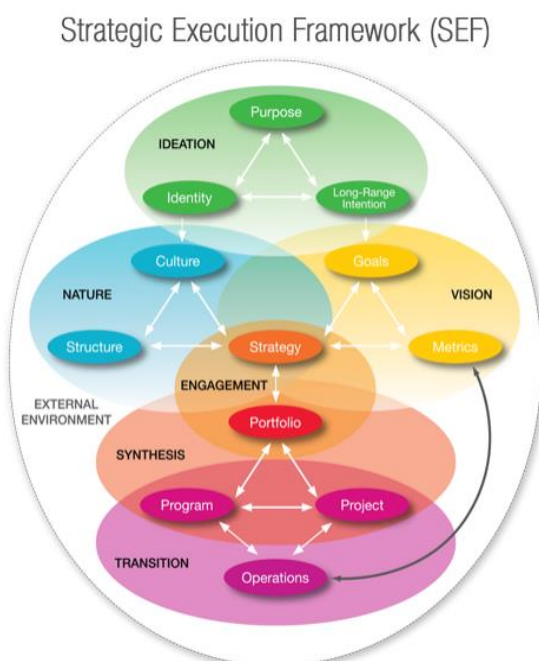 Strategic Execution Framework (SEF)
Purpose
IDEATION
Identity
Long-Range
Intention
Culture
Goals
NATURE
VISION
Structure
Strategy
Metrics
ENGAGEMENT
EXTERNAL
ENVIRONMENT
Portfolio
SYNTHESIS
Program
Project
TRANSITION
Operations